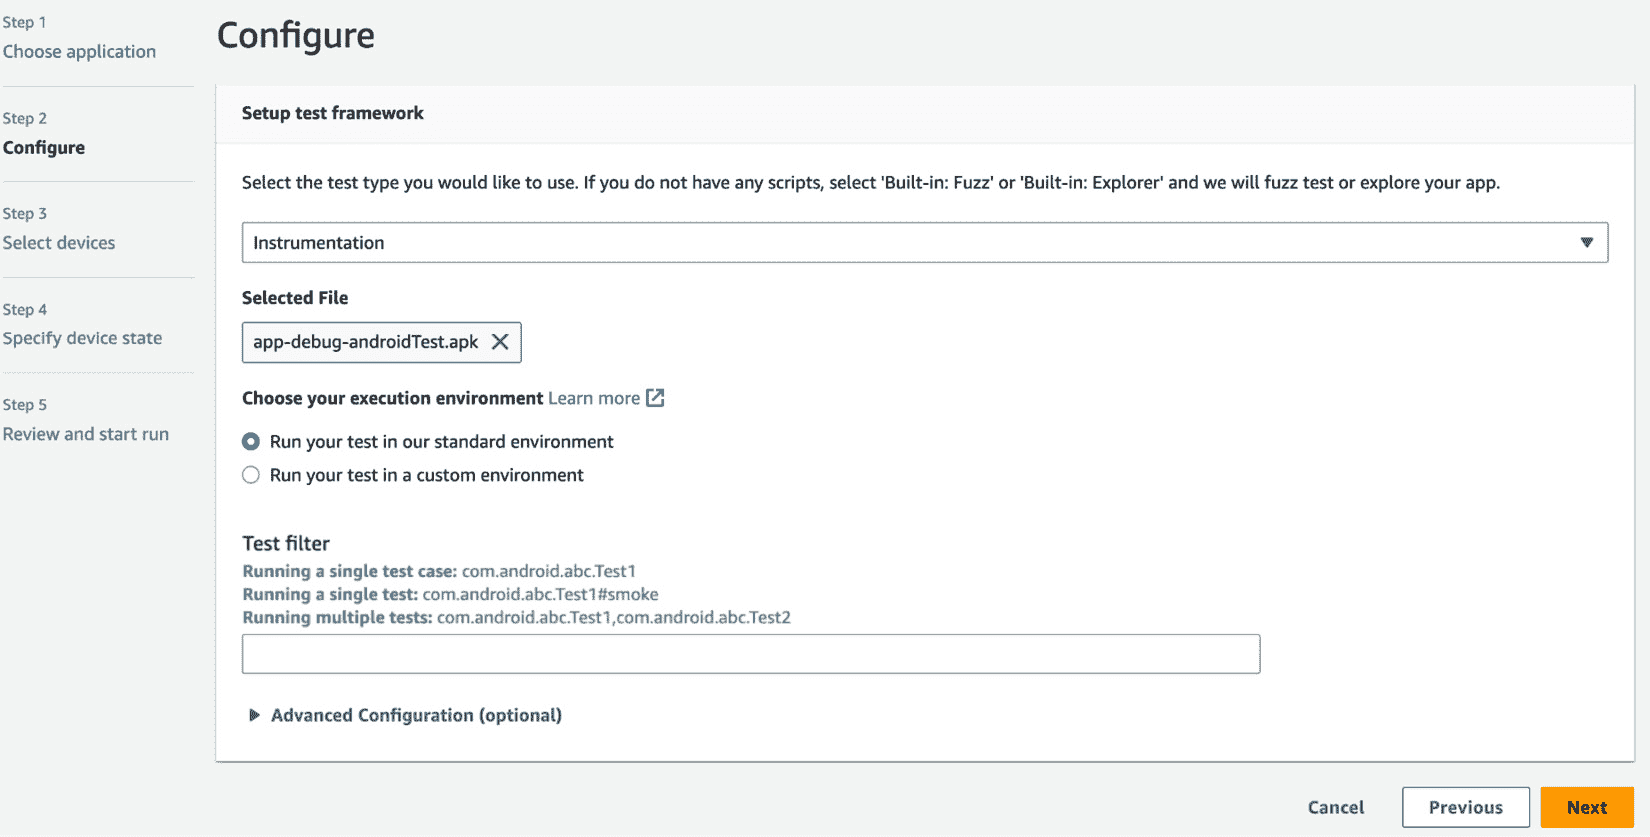 Step 1
Choose application
Step 2
Configure
Step 3
Select devices
Step 4
Specify device state
Step 5
Review and start run
Configure
Setup test framework
Select the test type you would like to use. If you do not have any scripts, select 'Built-in: Fuzz' or 'Built-in: Explorer' and we will fuzz test or explore your app.
Instrumentation
Selected File
app-debug-androidTest.apk
Choose your execution environment Learn more
Run your test in our standard environment
Run your test in a custom environment
Test filter
Running a single test case: com.android.abc.Test1
Running a single test: com.android.abc.Test1#smoke
Running multiple tests: com.android.abc.Test1,com.android.abc.Test2
Advanced Configuration (optional)
Cancel Previous Next